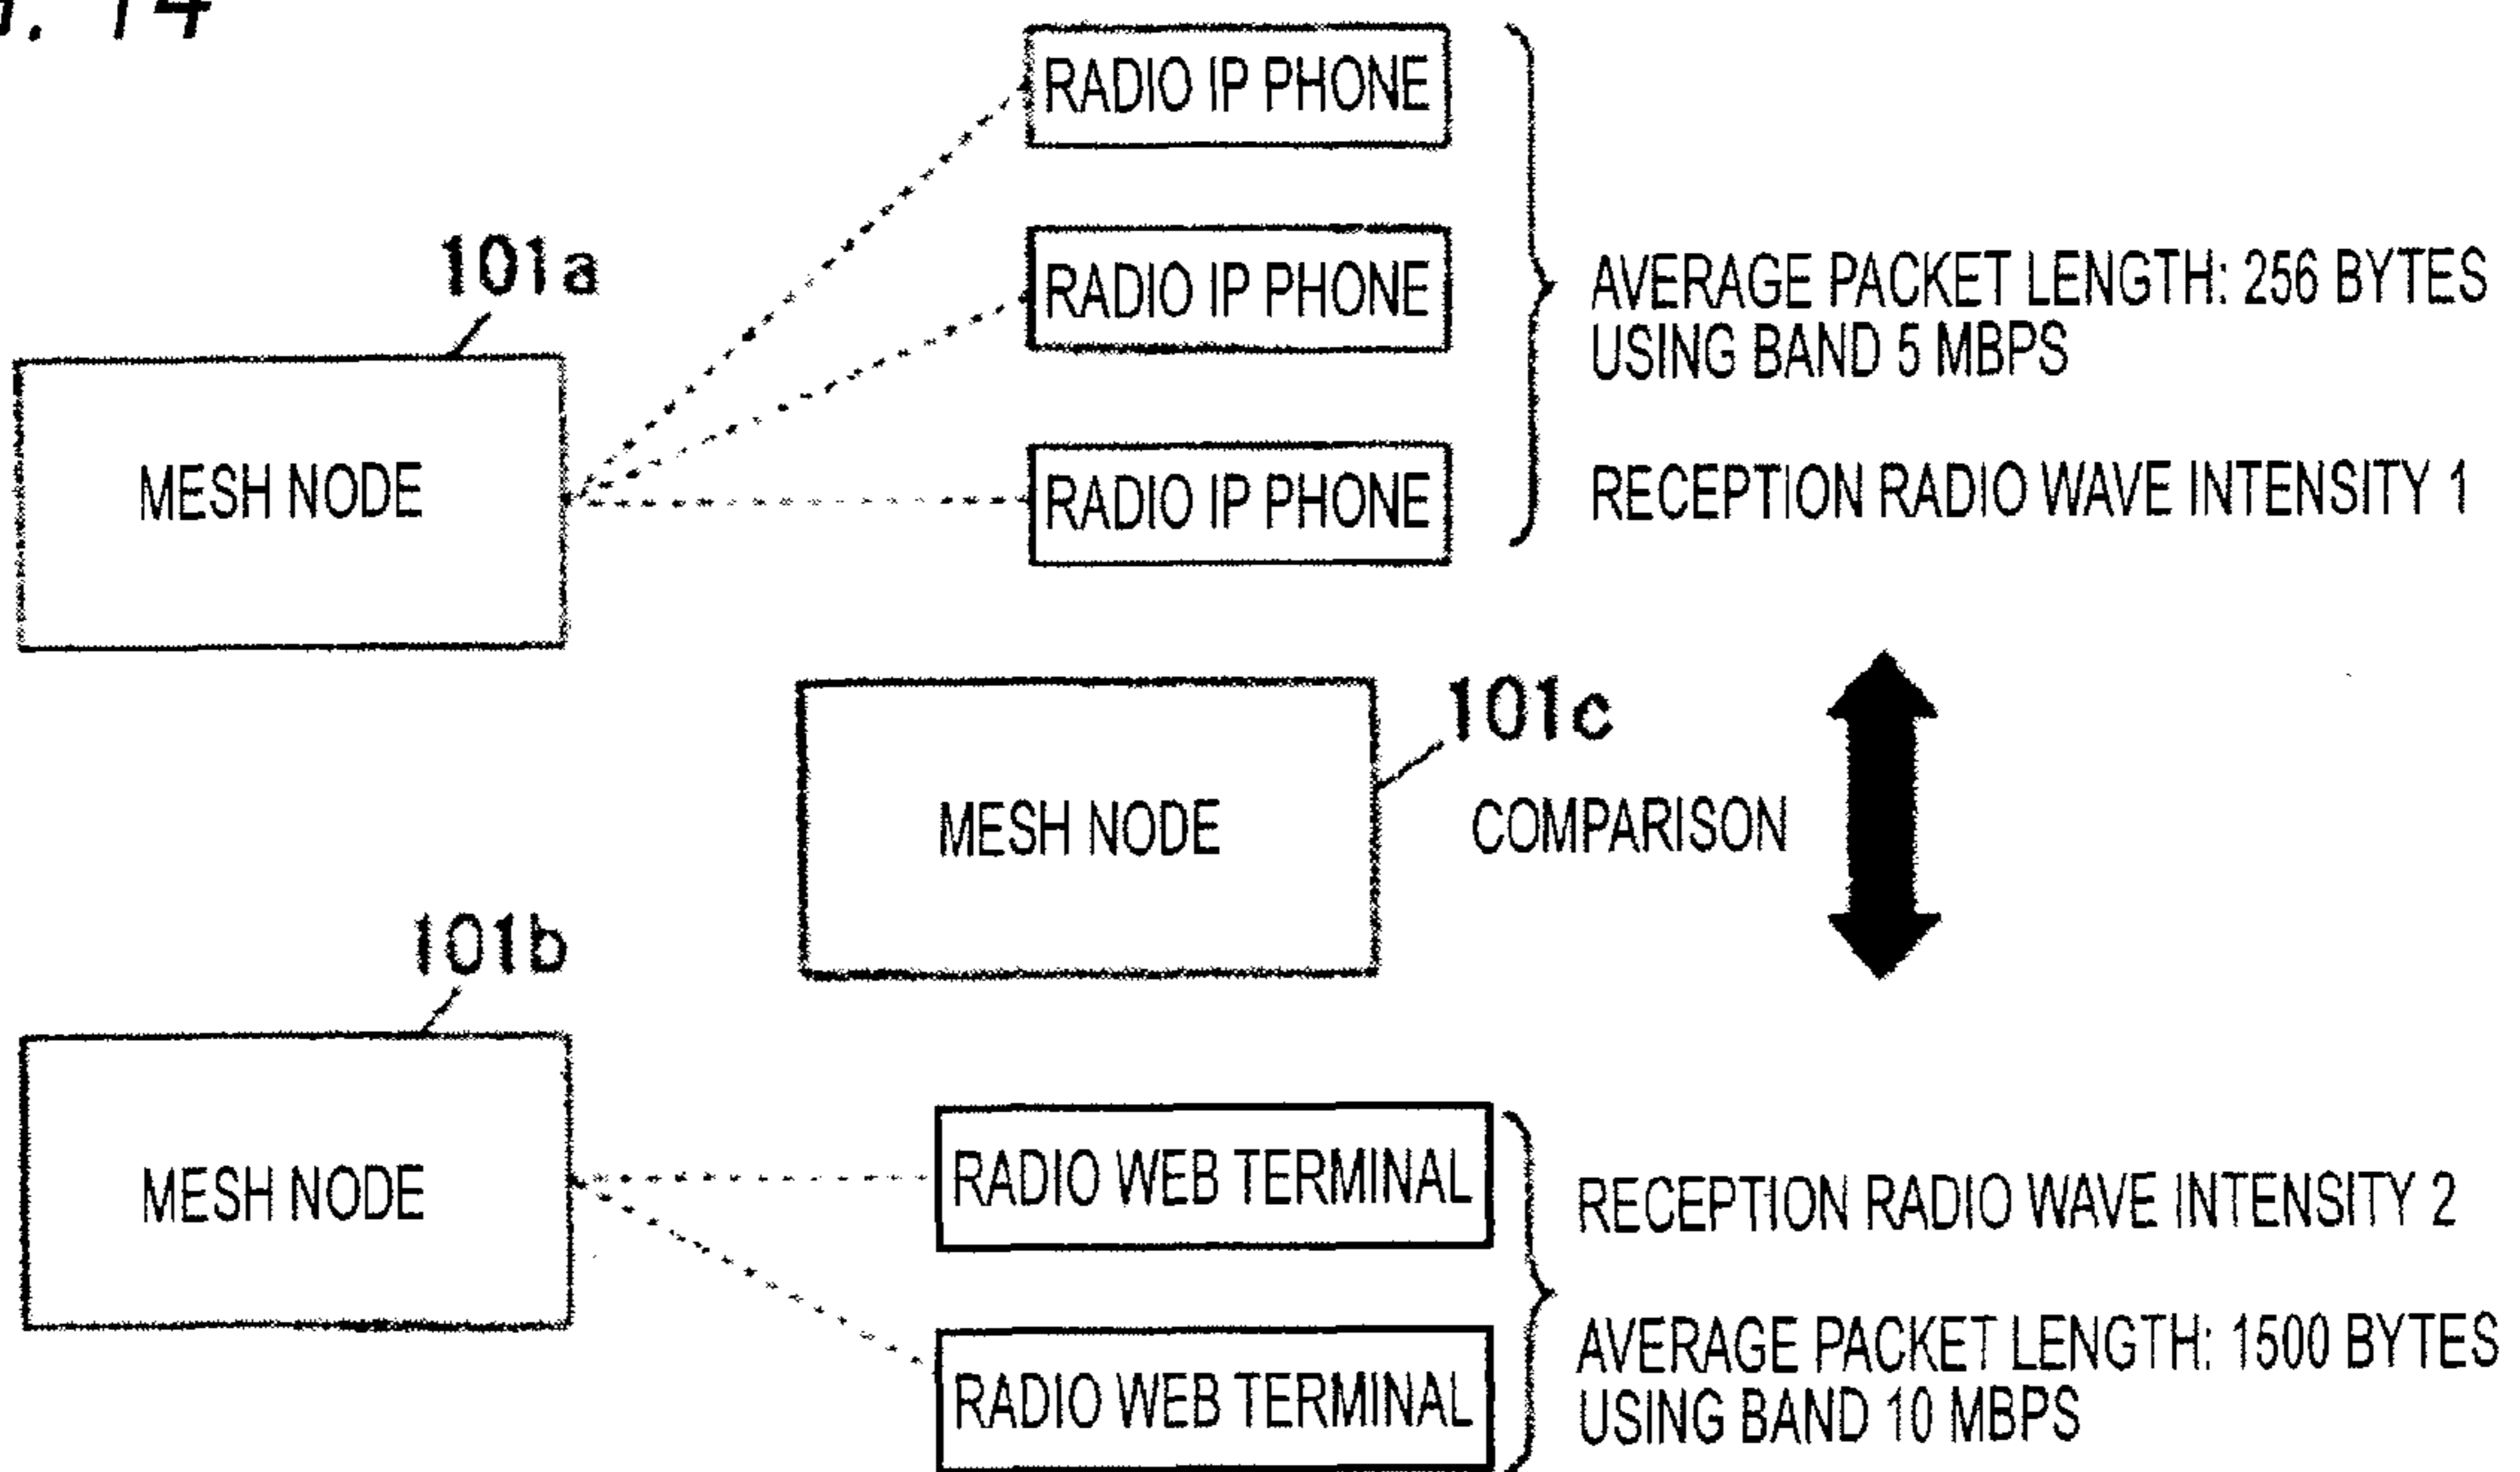 14
RADIO IP PHONE
101a
RADIO IP PHONE
AVERAGE PACKET LENGTH: 256 BYTES
USING BAND 5 MBPS
MESH NODE
RADIO IP PHONE
RECEPTION RADIO WAVE INTENSITY 1
101c
MESH NODE
COMPARISON
101b
MESH NODE
RADIO WEB TERMINAL
RECEPTION RADIO WAVE INTENSITY 2
RADIO WEB TERMINAL
AVERAGE PACKET LENGTH: 1500 BYTES
USING BAND 10 MBPS